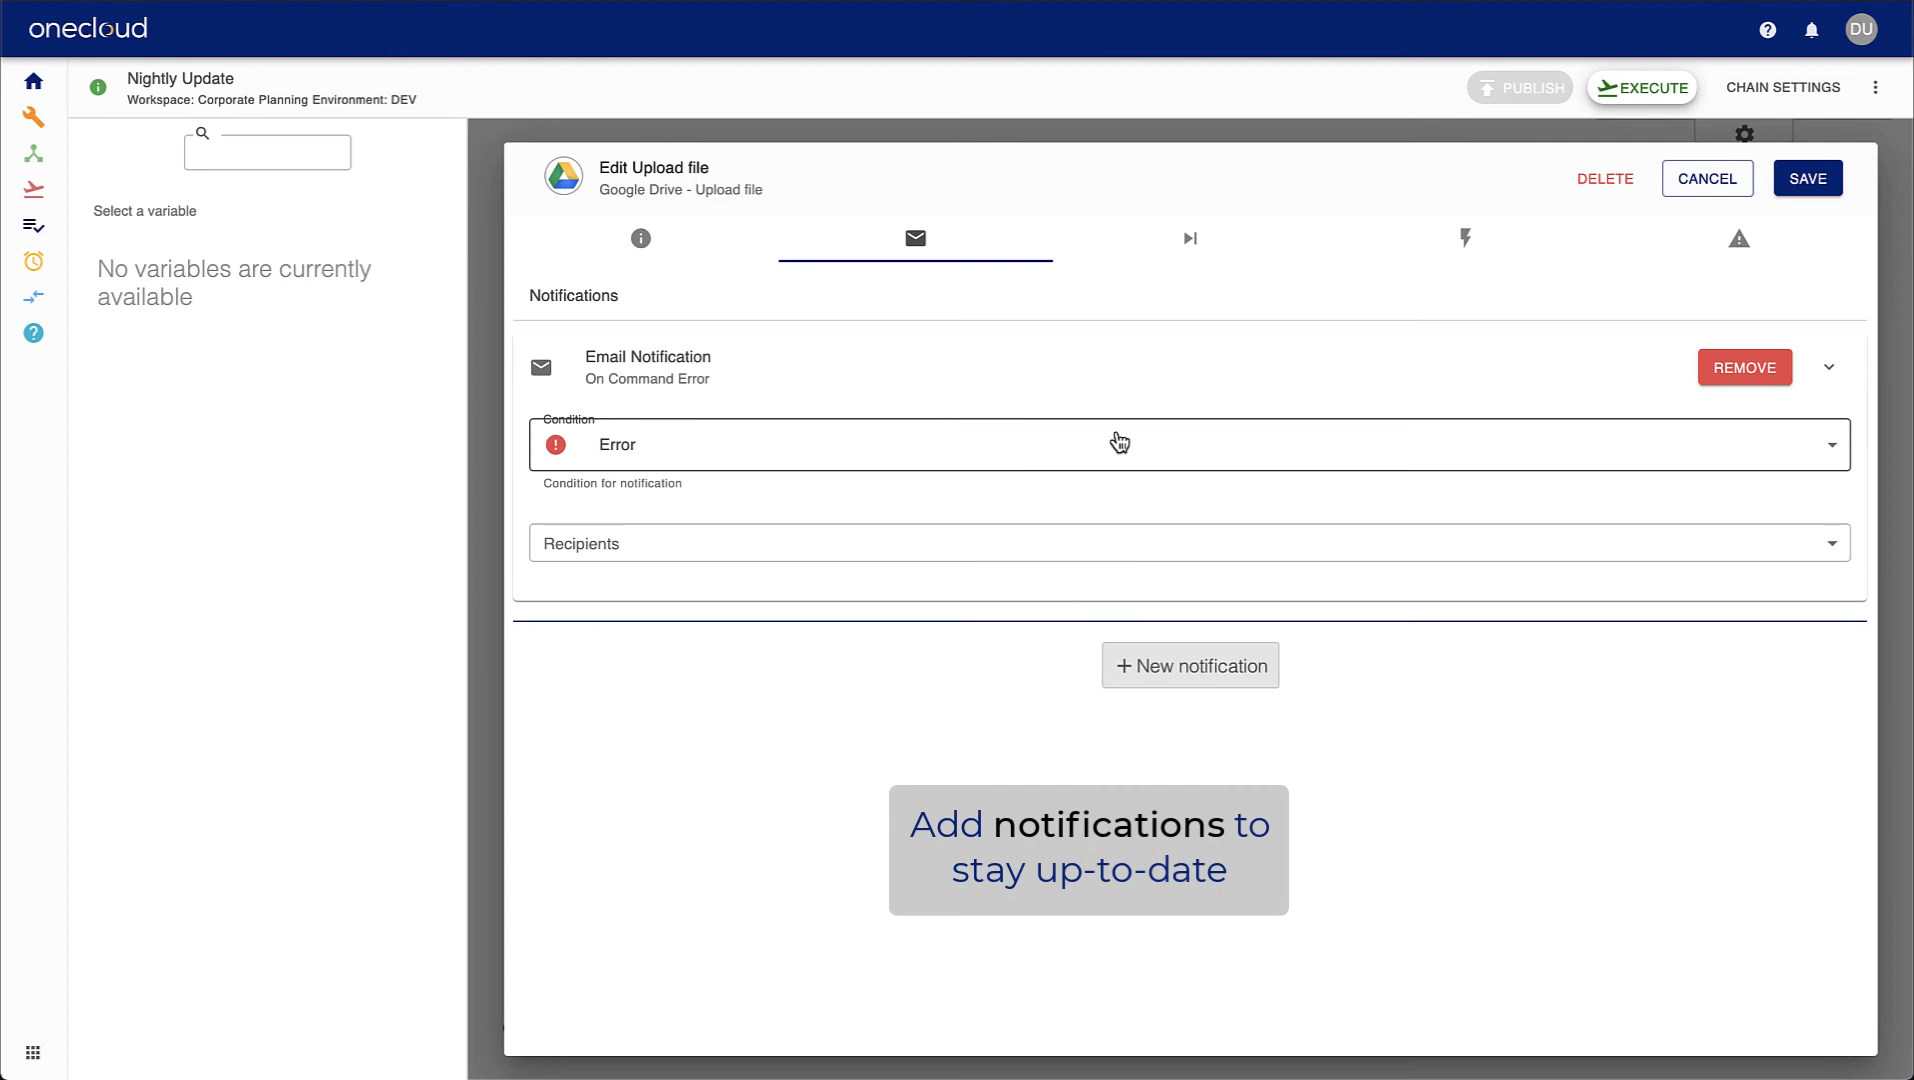 onecloud
DU
Nightly Update
Workspace: Corporate Planning Environment: DEV
PUBLISH
EXECUTE
CHAIN SETTINGS
Select a variable
No variables are currently
available
Edit Upload file
Google Drive - Upload file
DELETE
CANCEL
SAVE
Notifications
Email Notification
On Command Error
REMOVE
Condition
Error
Condition for notification
Recipients
+ New notification
Add notifications to
stay up-to-date